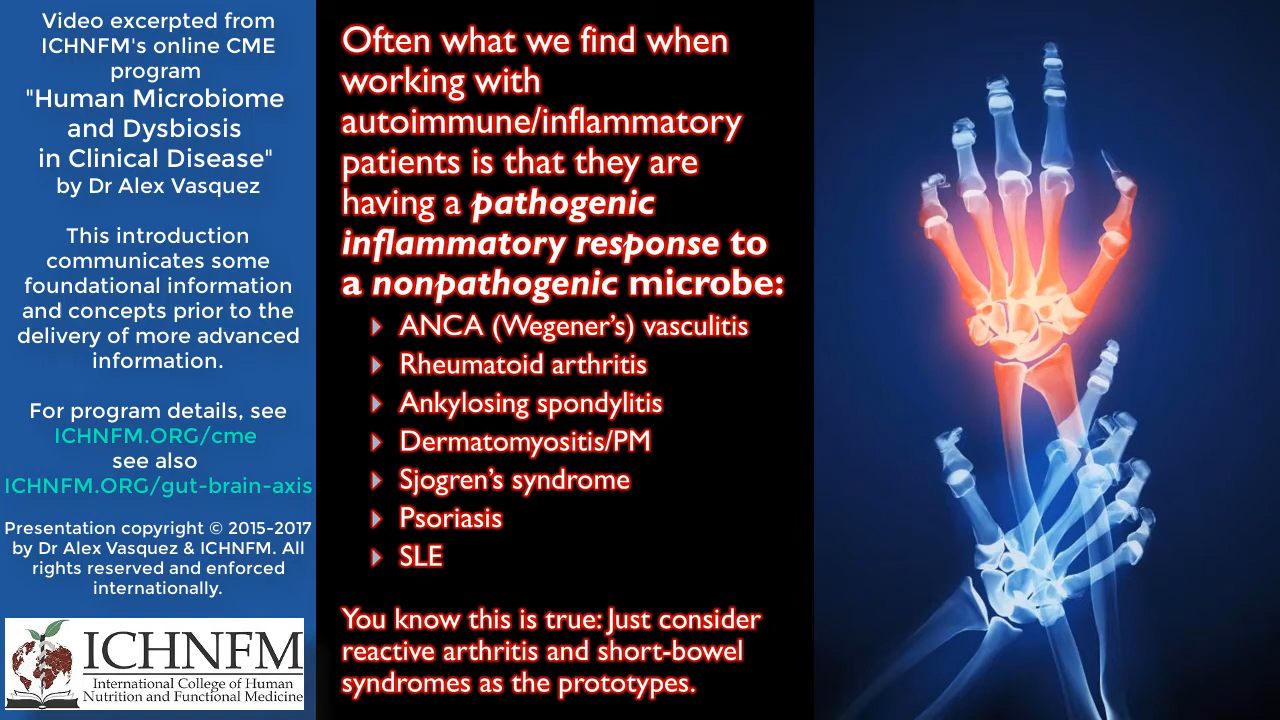 Video excerpted from
ICHNFM's online CME
program
"Human Microbiome
and Dysbiosis
in Clinical Disease"
by Dr Alex Vasquez
This introduction
communicates some
foundational information
and concepts prior to the
delivery of more advanced
information.
For program details, see
ICHNFM.ORG/cme
see also
ICHNFM.ORG/gut-brain-axis
Presentation copyright © 2015-2017
by Dr Alex Vasquez & ICHNFM. All
rights reserved and enforced
internationally.
ICHNFM
International College of Human
Nutrition and Functional Medicine
Often what we find when
working with
autoimmune/inflammatory
patients is that they are
having a pathogenic
inflammatory response to
a nonpathogenic microbe:
ANCA (Wegener’s) vasculitis
Rheumatoid arthritis
Ankylosing spondylitis
Dermatomyositis/PM
Sjogren’s syndrome
Psoriasis
SLE
You know this is true: Just consider
reactive arthritis and short-bowel
syndromes as the prototypes.